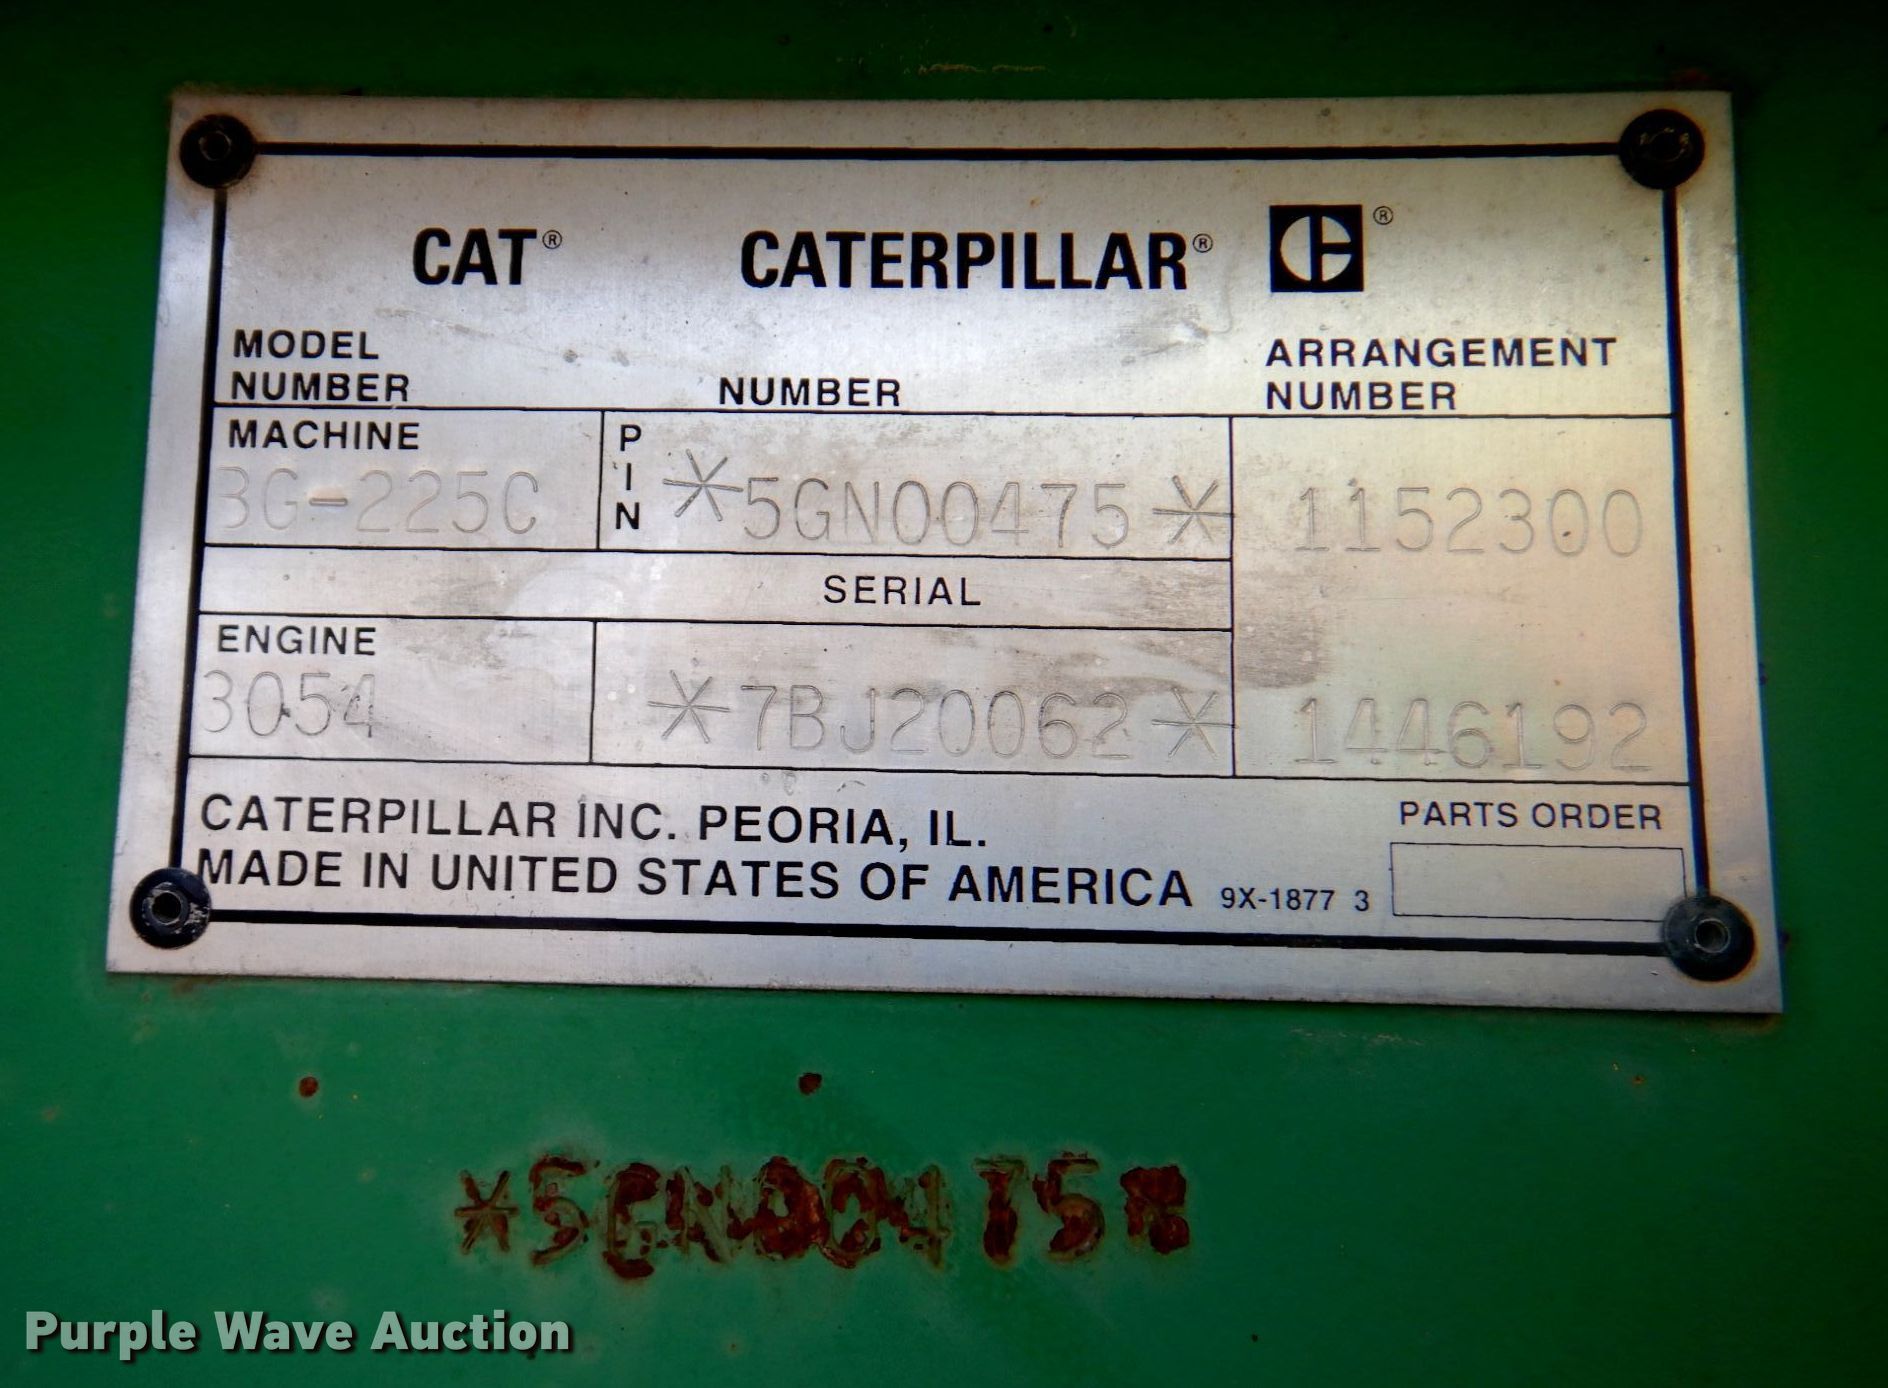 CAT® CATERPILLAR® ®
MODEL NUMBER
NUMBER
ARRANGEMENT NUMBER
MACHINE
BG-225C
PIN
*5GN00475*
1152300
SERIAL
ENGINE
3054
*7BJ20062*
1446192
CATERPILLAR INC. PEORIA, IL.
MADE IN UNITED STATES OF AMERICA 9X-1877 3
PARTS ORDER
*5GN00475*
Purple Wave Auction